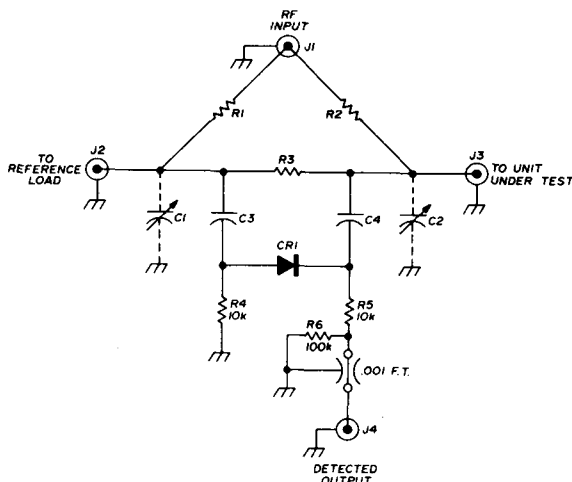 RF
INPUT
J1
R1
R2
J2
TO
REFERENCE
LOAD
R3
J3
TO UNIT
UNDER TEST
C1
C3
C4
C2
CR1
R4
10k
R5
10k
R6
100k
.001 F.T.
J4
DETECTED
OUTPUT